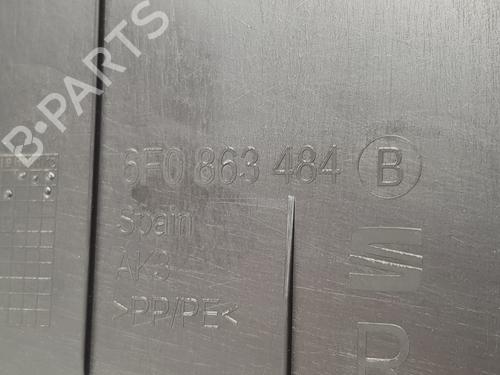 B-PARTS
6F0 863 484 B
Spain
AK3
>PP/PE<